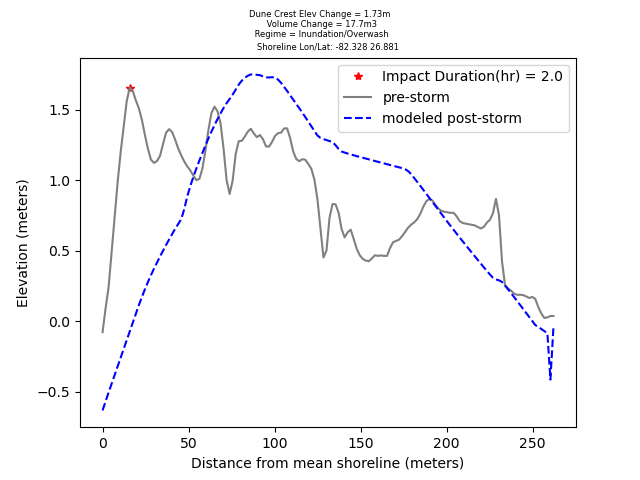 Dune Crest Elev Change = 1.73m
Volume Change = 17.7m3
Regime = Inundation/Overwash
Shoreline Lon/Lat: -82.328 26.881
Impact Duration(hr) = 2.0
pre-storm
modeled post-storm
Elevation (meters)
1.5
1.0
0.5
0.0
−0.5
0 50 100 150 200 250
Distance from mean shoreline (meters)